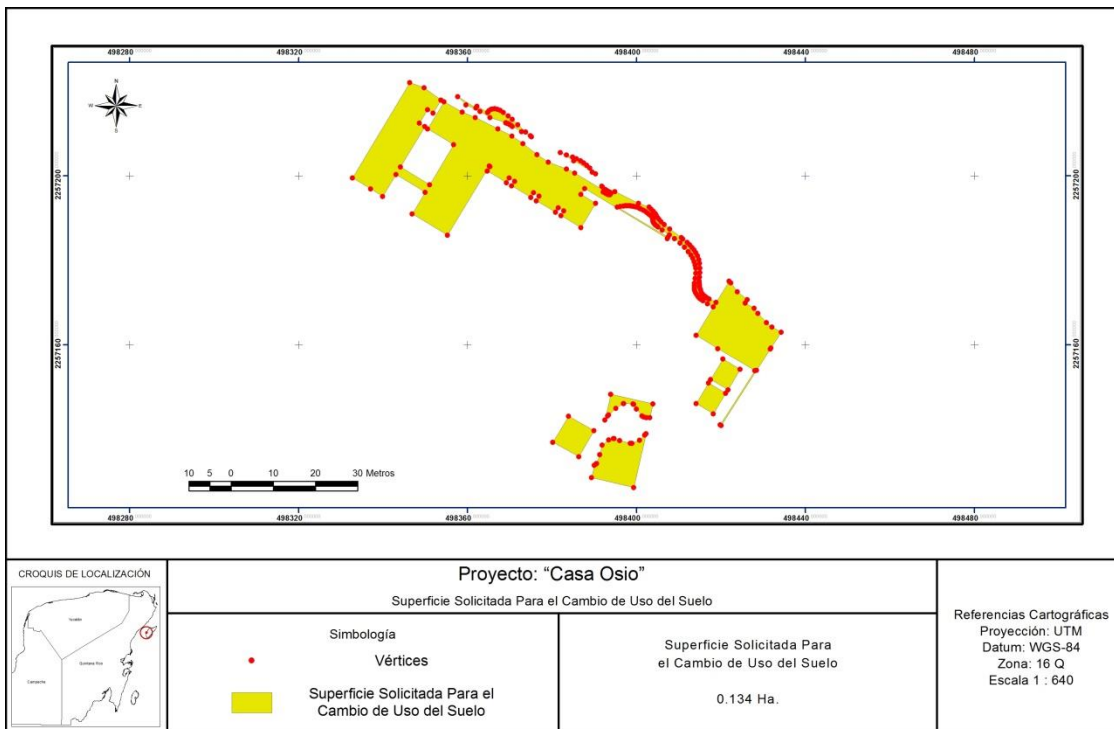 498280 498320 498360 498400 498440 498480
N
W E
S
2257200 2257200
2257160 2257160
10 5 0 10 20 30 Metros
498280 498320 498360 498400 498440 498480
CROQUIS DE LOCALIZACIÓN
Yucatán
Quintana Roo
Campeche
Proyecto: “Casa Osio”
Superficie Solicitada Para el Cambio de Uso del Suelo
Simbología
Vértices
Superficie Solicitada Para el
Cambio de Uso del Suelo
Superficie Solicitada Para
el Cambio de Uso del Suelo
0.134 Ha.
Referencias Cartográficas
Proyección: UTM
Datum: WGS-84
Zona: 16 Q
Escala 1 : 640